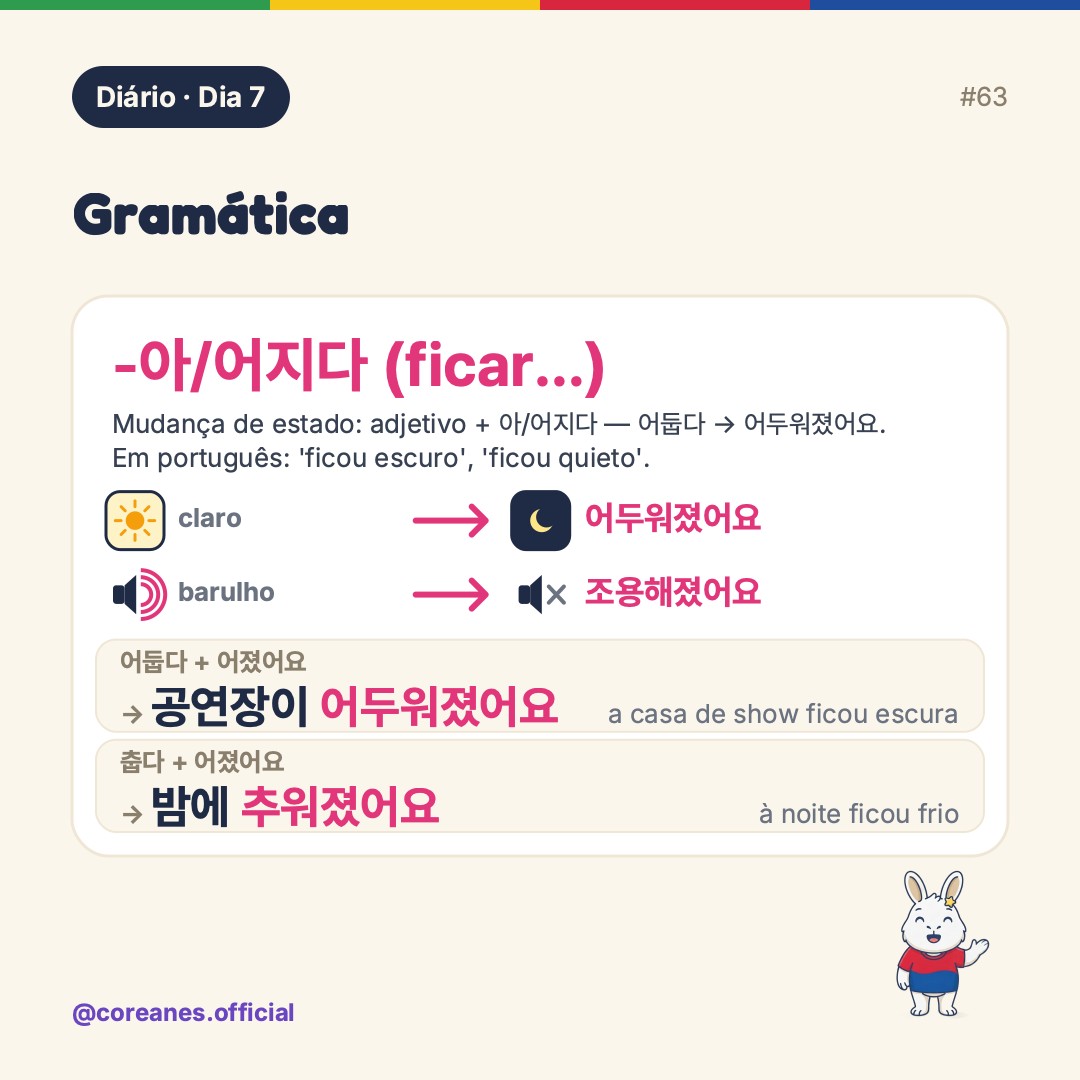 Diário · Dia 7
#63
Gramática
-아/어지다 (ficar...)
Mudança de estado: adjetivo + 아/어지다 — 어둡다 → 어두워졌어요.
Em português: 'ficou escuro', 'ficou quieto'.
claro → 어두워졌어요
barulho → 조용해졌어요
어둡다 + 어졌어요
→ 공연장이 어두워졌어요 a casa de show ficou escura
춥다 + 어졌어요
→ 밤에 추워졌어요 à noite ficou frio
@coreanes.official